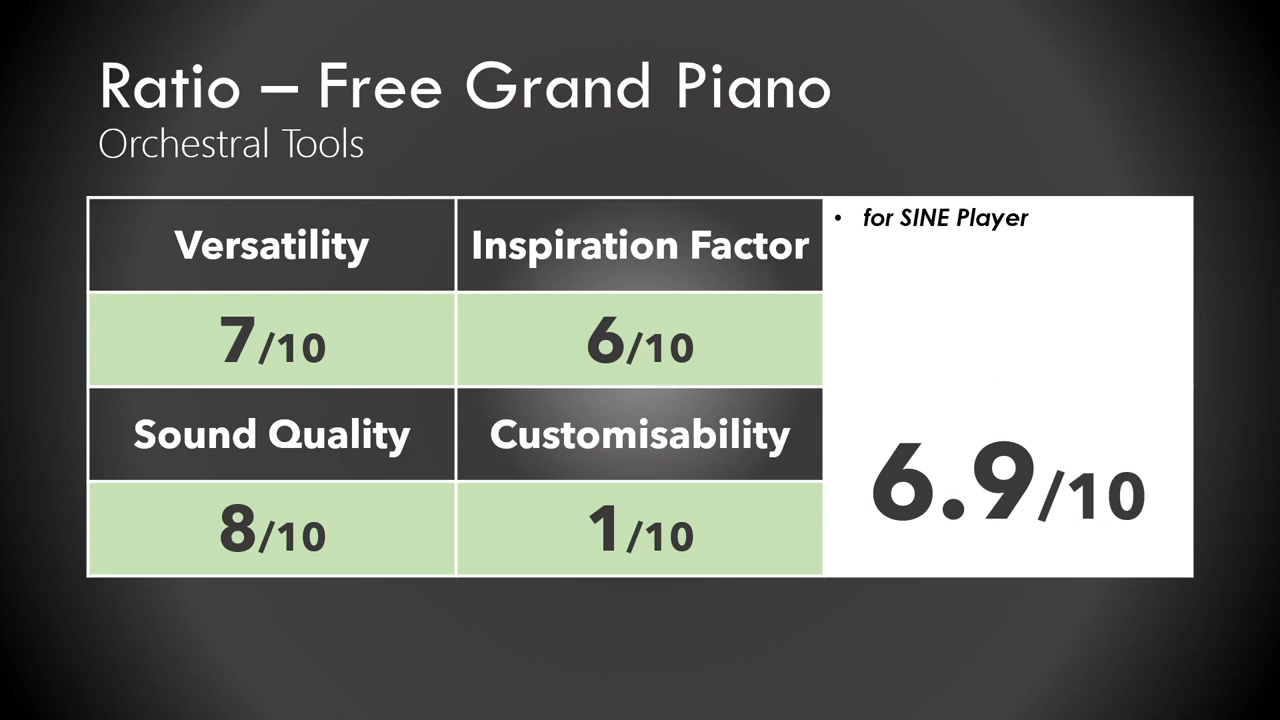 Ratio – Free Grand Piano
Orchestral Tools
Versatility
Inspiration Factor
• for SINE Player
7/10
6/10
Sound Quality
Customisability
6.9/10
8/10
1/10